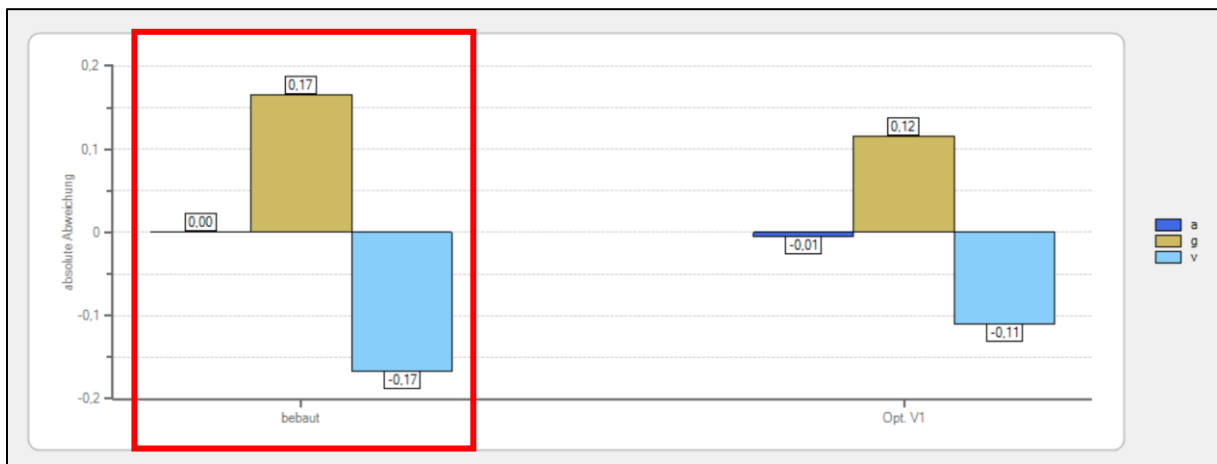 0,2
0,1
0
-0,1
-0,2
absolute Abweichung
0,00
0,17
-0,17
-0,01
0,12
-0,11
bebaut
Opt. V1
a
g
v